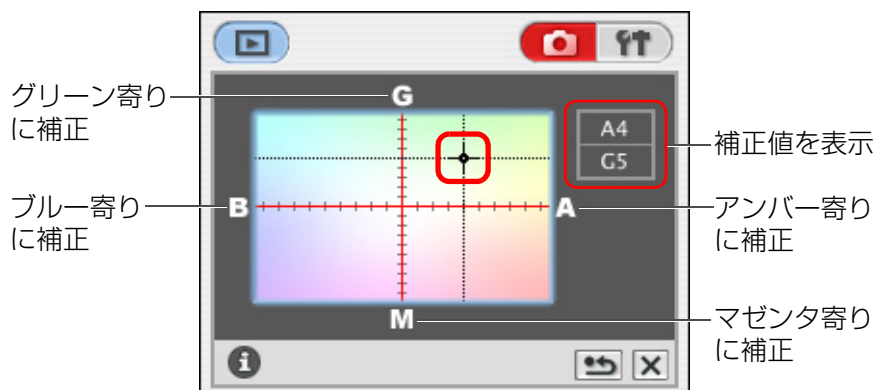 グリーン寄り
に補正
G
A4
G5
補正値を表示
ブルー寄り
に補正
B
A
アンバー寄り
に補正
M
マゼンタ寄り
に補正